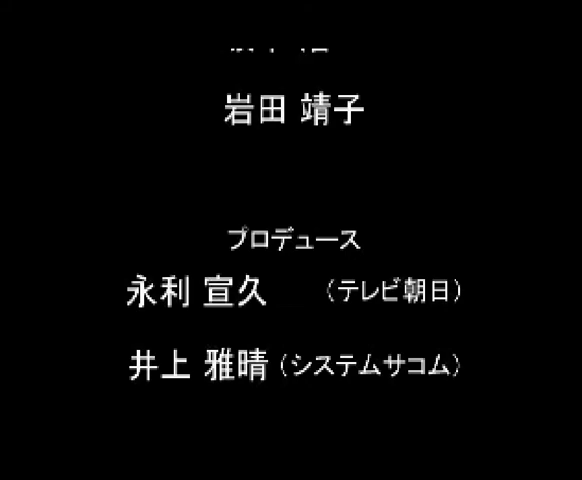 岩田 靖子
プロデュース
永利 宣久 （テレビ朝日）
井上 雅晴（システムサコム）